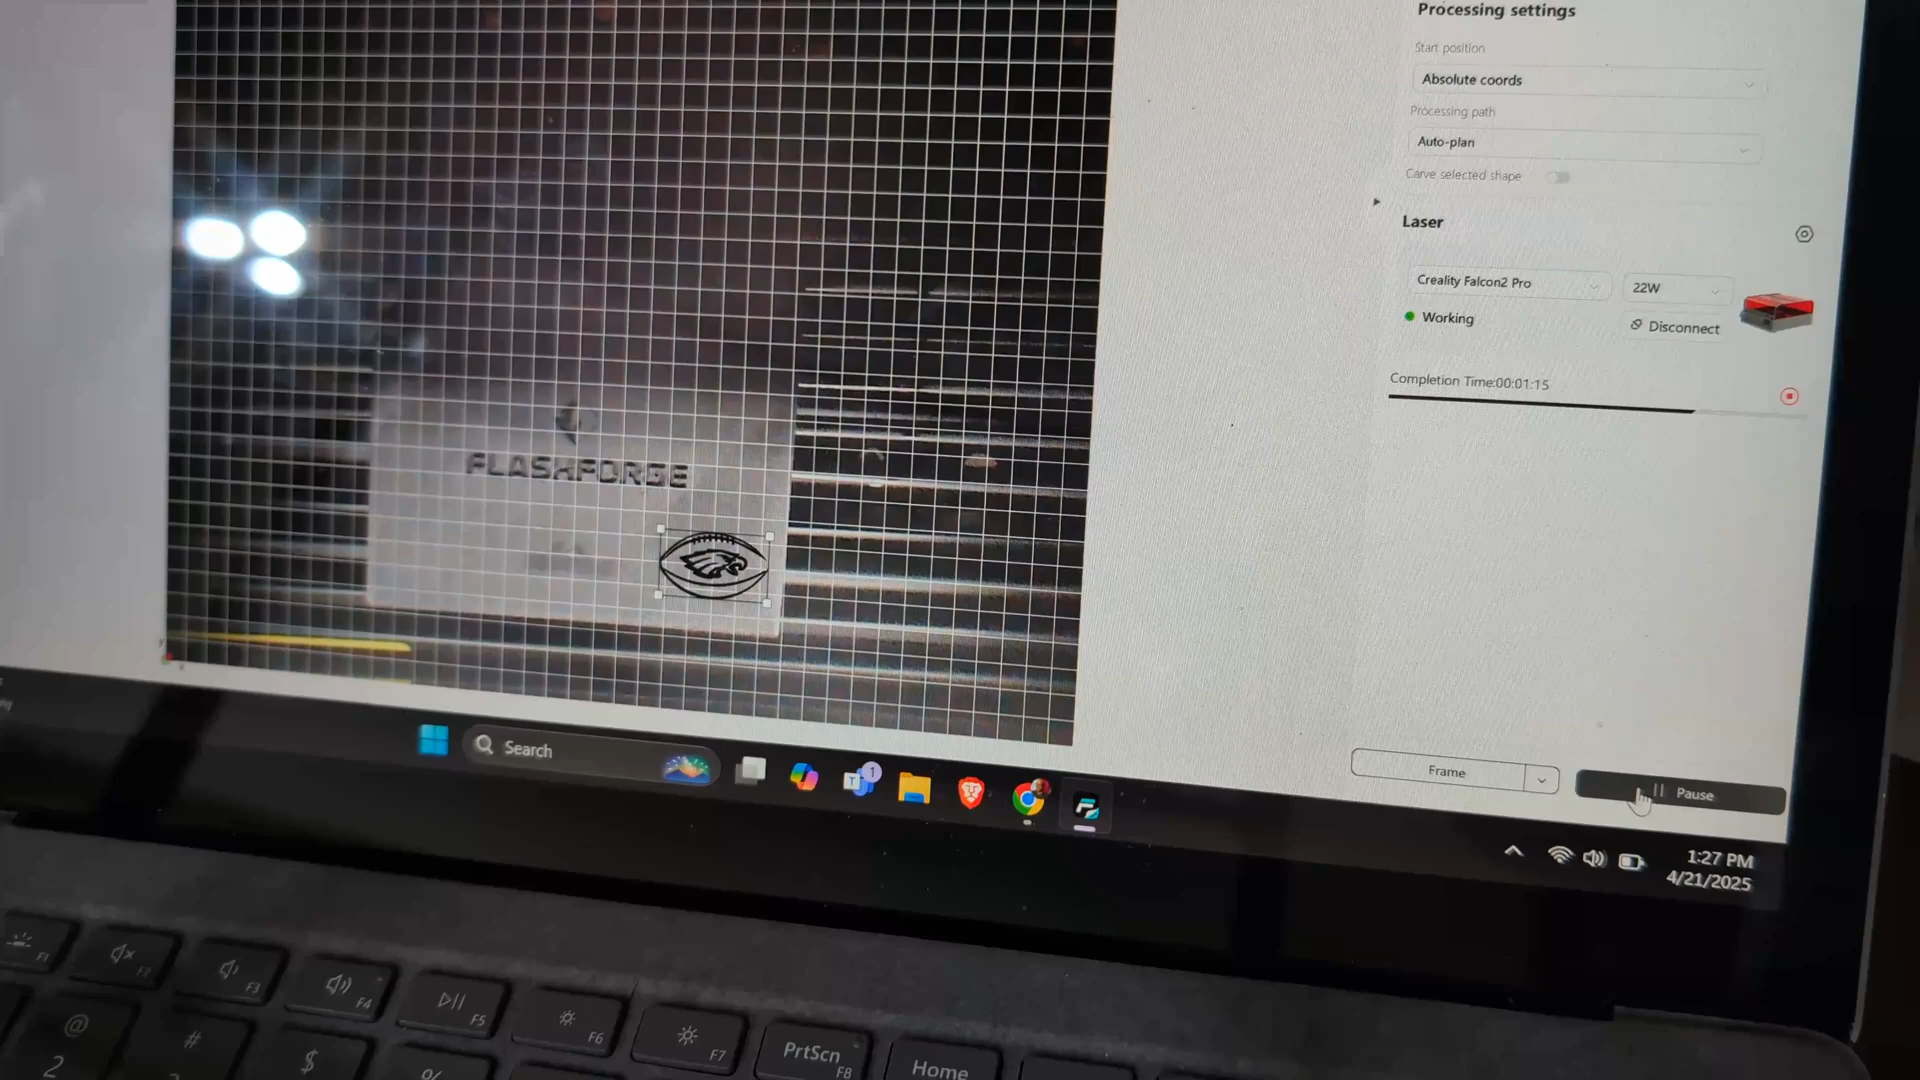 Processing settings
Start position
Absolute coords
Processing path
Auto-plan
Carve selected shape
Laser
Creality Falcon2 Pro
22W
Working
Disconnect
Completion Time:00:01:15
FLASHFORGE
Frame
Pause
Search
T
1
1:27 PM
4/21/2025
F1
F2
F3
F4
F5
F6
F7
PrtScn
F8
Home
@
2
#
$
%